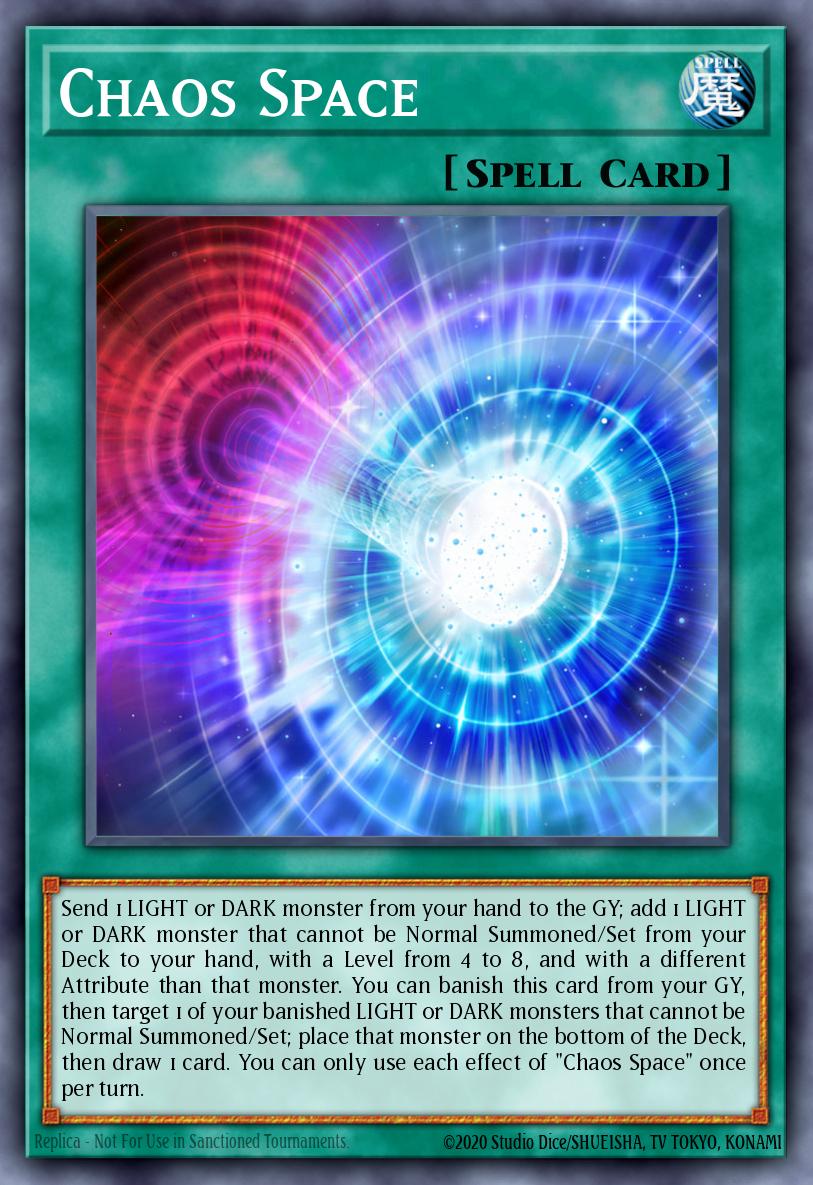 Chaos Space
SPELL
魔
[Spell Card]
Send 1 LIGHT or DARK monster from your hand to the GY; add 1 LIGHT
or DARK monster that cannot be Normal Summoned/Set from your
Deck to your hand, with a Level from 4 to 8, and with a different
Attribute than that monster. You can banish this card from your GY,
then target 1 of your banished LIGHT or DARK monsters that cannot be
Normal Summoned/Set; place that monster on the bottom of the Deck,
then draw 1 card. You can only use each effect of "Chaos Space" once
per turn.
Replica - Not For Use in Sanctioned Tournaments.
©2020 Studio Dice/SHUEISHA, TV TOKYO, KONAMI